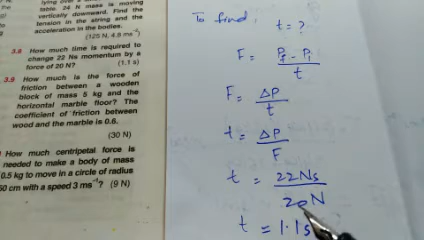 lying above the
table 24 N mass is moving
vertically downward. Find the
tension in the string and the
acceleration in the bodies.
(125 N, 4.9 ms⁻²)
3.8 How much time is required to
change 22 Ns momentum by a
force of 20 N? (1.1 s)
3.9 How much is the force of
friction between a wooden
block of mass 5 kg and the
horizontal marble floor? The
coefficient of friction between
wood and the marble is 0.6.
(30 N)
How much centripetal force is
needed to make a body of mass
0.5 kg to move in a circle of radius
50 cm with a speed 3 ms⁻¹? (9 N)
To find,
t = ?
F = Pf - Pi / t
F = ΔP / t
t = ΔP / F
t = 22 Ns / 20 N
t = 1.1 s